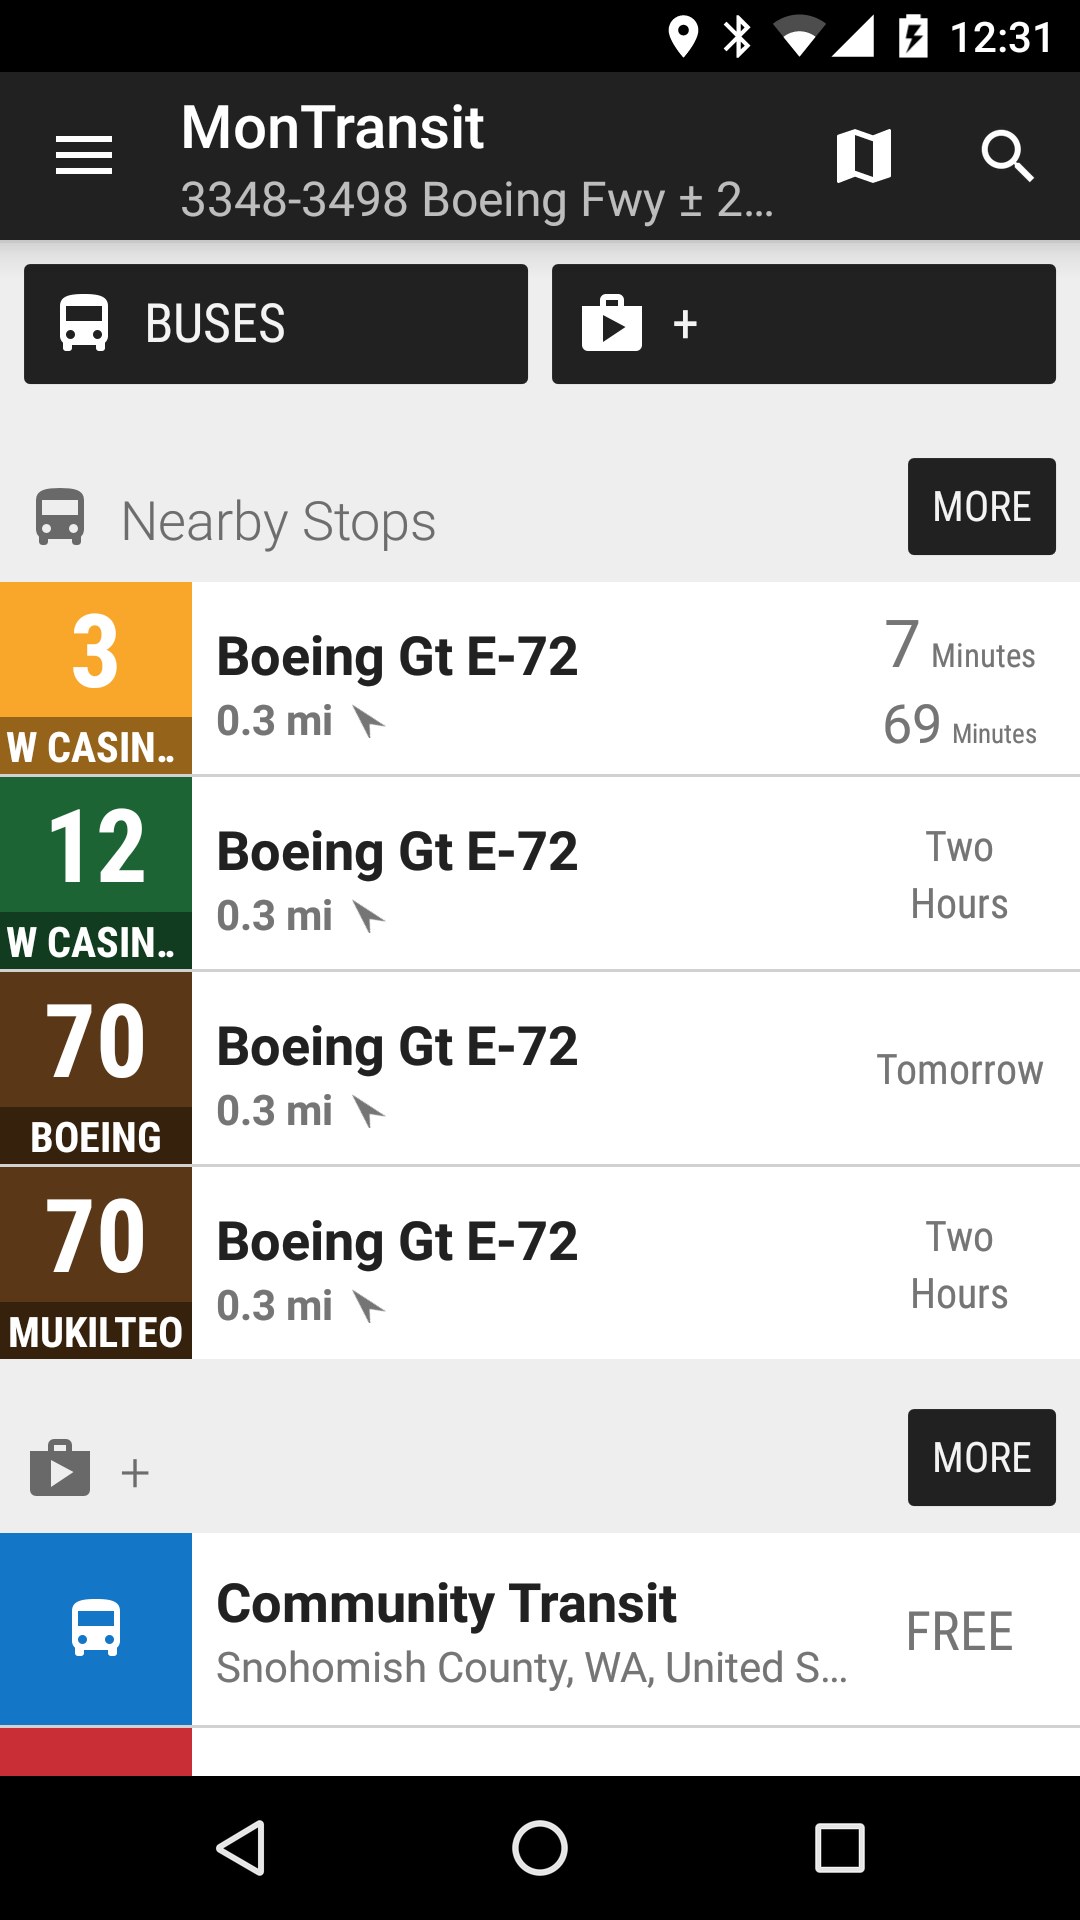 12:31
MonTransit
3348-3498 Boeing Fwy ± 2...
BUSES
+
Nearby Stops
MORE
3
W CASIN..
Boeing Gt E-72
0.3 mi
7 Minutes
69 Minutes
12
W CASIN..
Boeing Gt E-72
0.3 mi
Two
Hours
70
BOEING
Boeing Gt E-72
0.3 mi
Tomorrow
70
MUKILTEO
Boeing Gt E-72
0.3 mi
Two
Hours
+
MORE
Community Transit
Snohomish County, WA, United S...
FREE